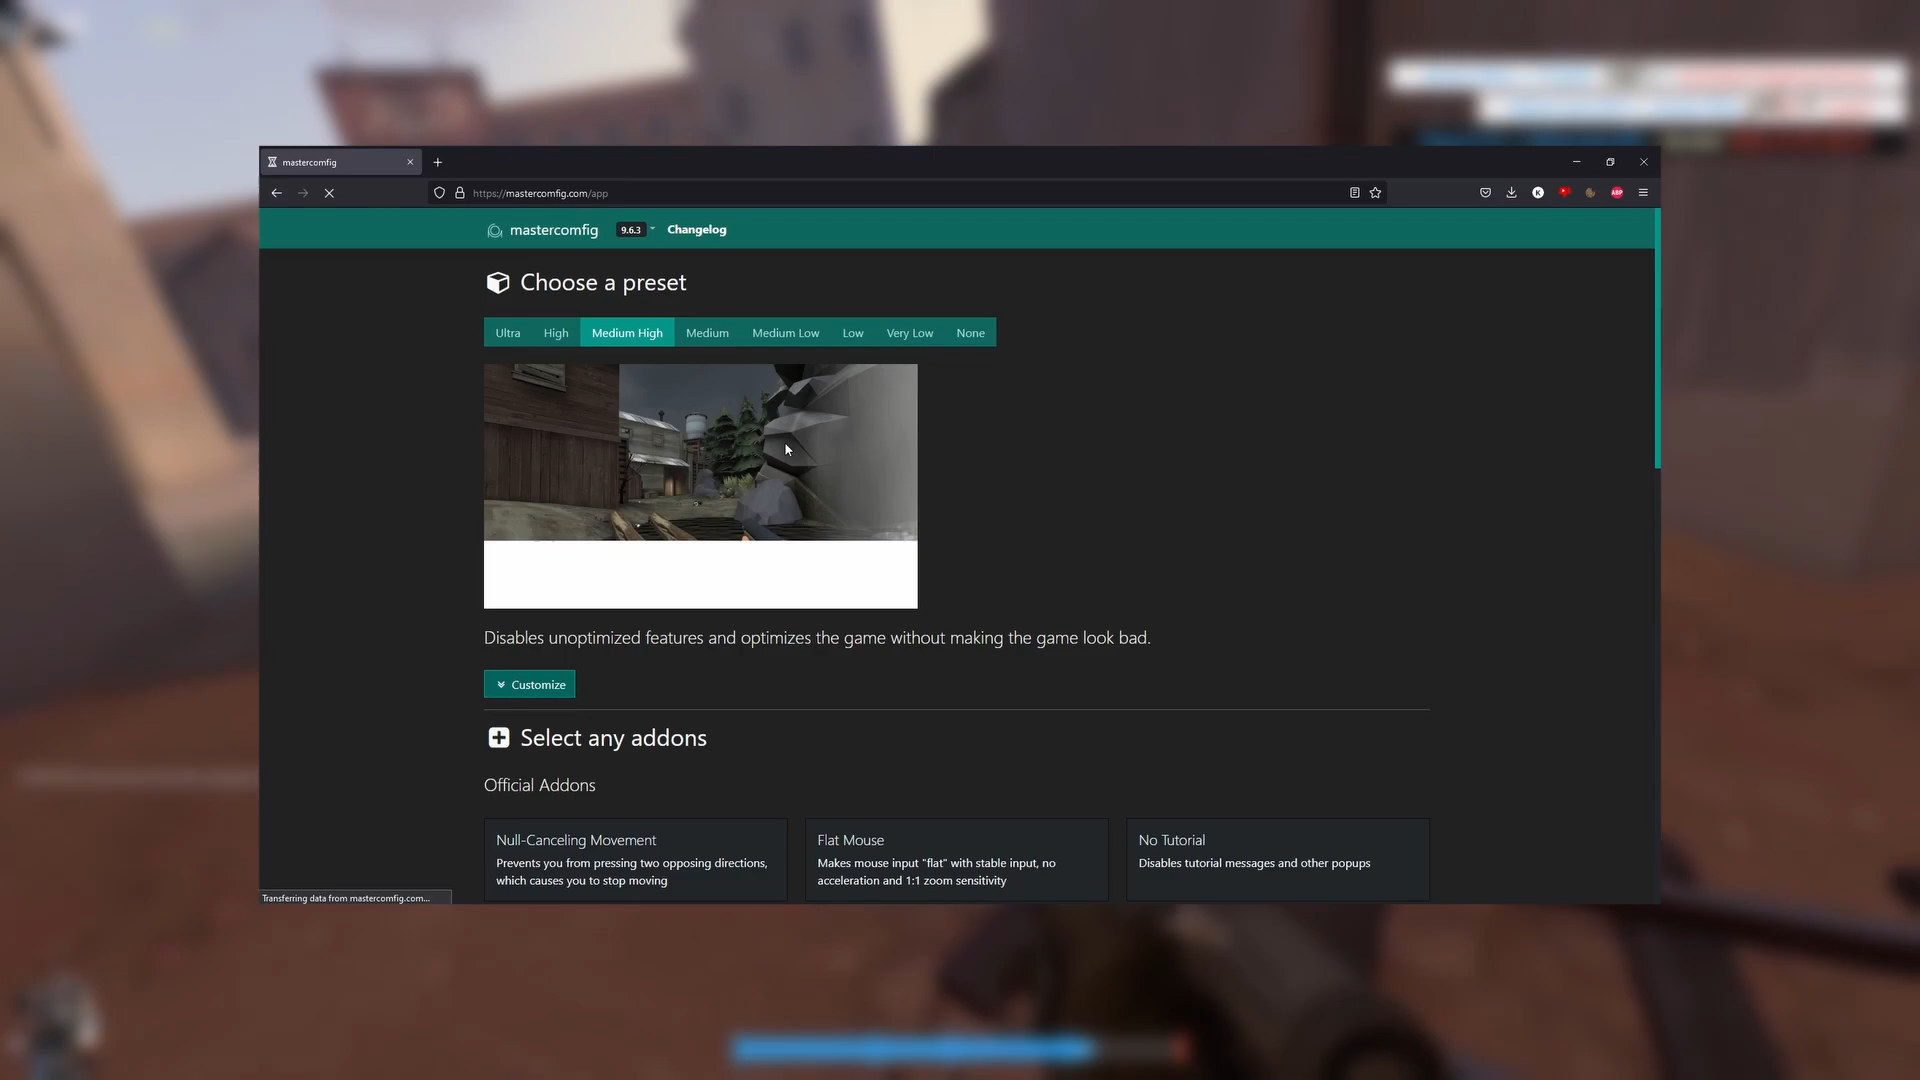 mastercomfig
https://mastercomfig.com/app
K
ABP
mastercomfig 9.6.3 Changelog
Choose a preset
Ultra High Medium High Medium Medium Low Low Very Low None
Disables unoptimized features and optimizes the game without making the game look bad.
Customize
Select any addons
Official Addons
Null-Canceling Movement
Prevents you from pressing two opposing directions,
which causes you to stop moving
Flat Mouse
Makes mouse input "flat" with stable input, no
acceleration and 1:1 zoom sensitivity
No Tutorial
Disables tutorial messages and other popups
Transferring data from mastercomfig.com...